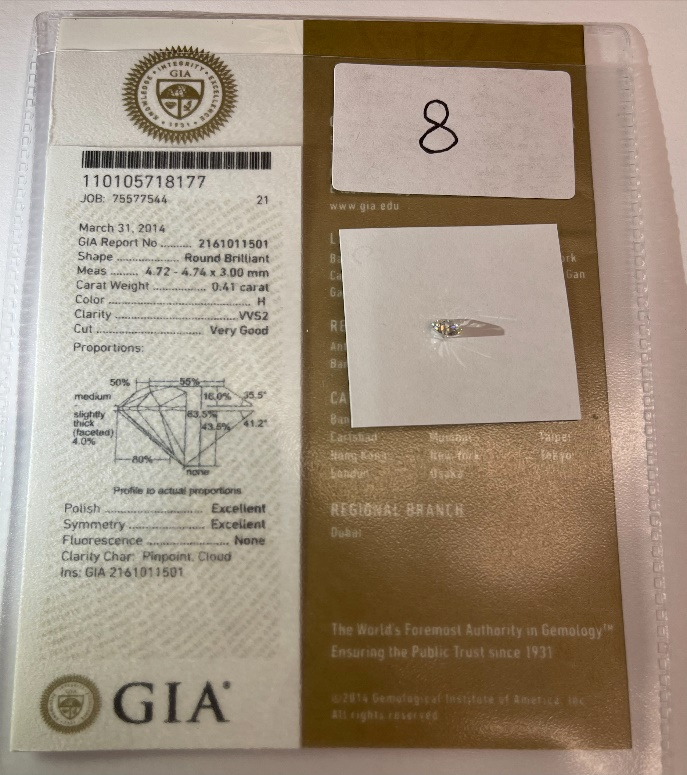 GIA
KNOWLEDGE • INTEGRITY • EXCELLENCE
1931
110105718177
JOB: 75577544 21
March 31, 2014
GIA Report No .......... 2161011501
Shape ...................... Round Brilliant
Meas ........ 4.72 - 4.74 x 3.00 mm
Carat Weight .................... 0.41 carat
Color ........................................ H
Clarity .................................. VVS2
Cut ................................ Very Good
Proportions:
50% 55%
medium 16.0% 35.5°
slightly thick (faceted) 4.0%
63.5%
43.5% 41.2°
80%
none
Profile to actual proportions
Polish ............................ Excellent
Symmetry ..................... Excellent
Fluorescence ........................ None
Clarity Char: Pinpoint, Cloud
Ins: GIA 2161011501
GIA®
8
www.gia.edu
Carlsbad Mumbai Taipei
Hong Kong New York Tokyo
London Osaka
REGIONAL BRANCH
Dubai
The World's Foremost Authority in Gemology™
Ensuring the Public Trust since 1931
©2014 Gemological Institute of America, Inc.
All rights reserved